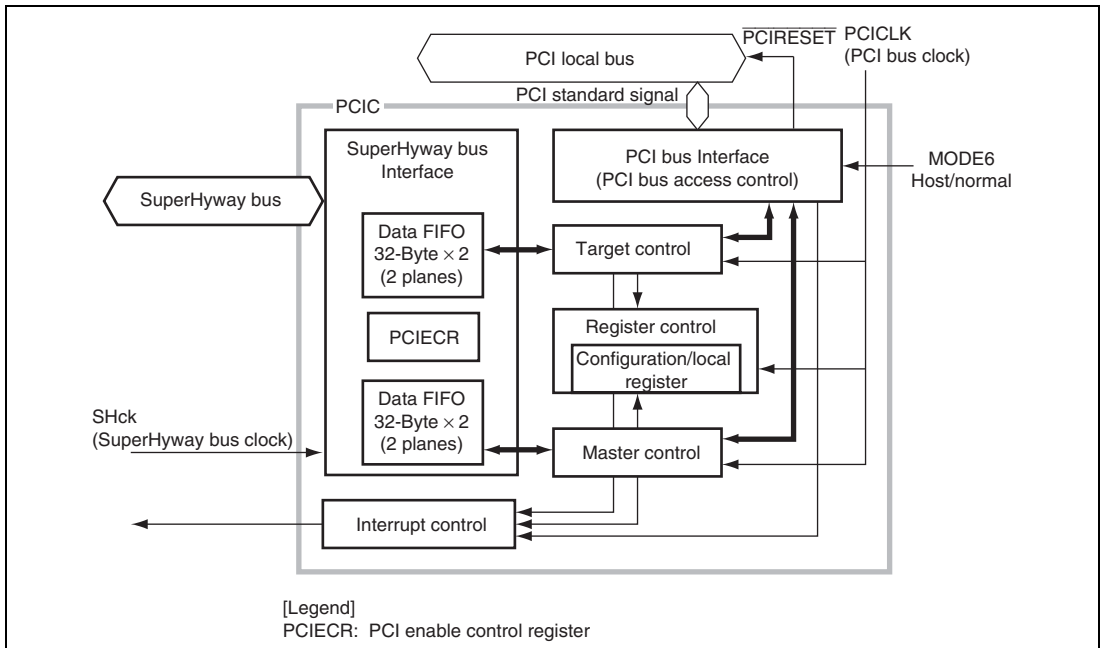 PCIRESET PCICLK
(PCI bus clock)
PCI local bus
PCI standard signal
PCIC
SuperHyway bus
Interface
PCI bus Interface
(PCI bus access control)
MODE6
Host/normal
SuperHyway bus
Data FIFO
32-Byte × 2
(2 planes)
Target control
PCIECR
Register control
Configuration/local
register
Data FIFO
32-Byte × 2
(2 planes)
SHck
(SuperHyway bus clock)
Master control
Interrupt control
[Legend]
PCIECR: PCI enable control register